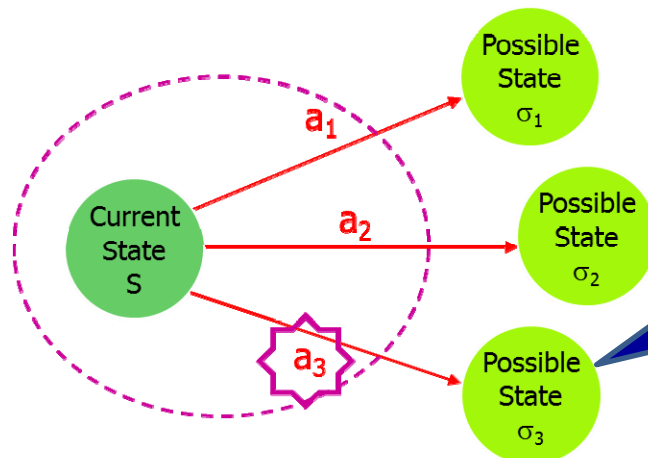 Possible
State
σ1
a1
Current
State
S
a2
Possible
State
σ2
a3
Possible
State
σ3